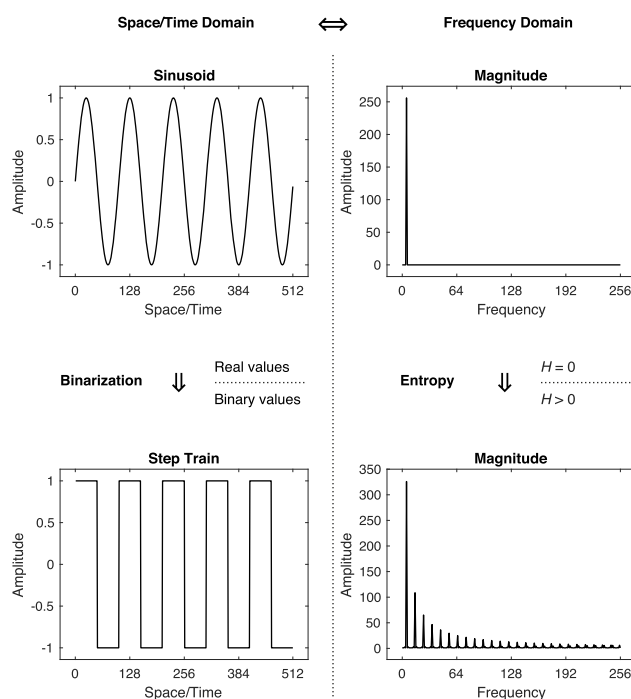 Space/Time Domain ⇔ Frequency Domain
Sinusoid
1
0.5
0
-0.5
-1
Amplitude
0 128 256 384 512
Space/Time
Magnitude
250
200
150
100
50
0
Amplitude
0 64 128 192 256
Frequency
Binarization ⇓
Real values
Binary values
Entropy ⇓
H = 0
H > 0
Step Train
1
0.5
0
-0.5
-1
Amplitude
0 128 256 384 512
Space/Time
Magnitude
350
300
250
200
150
100
50
0
Amplitude
0 64 128 192 256
Frequency